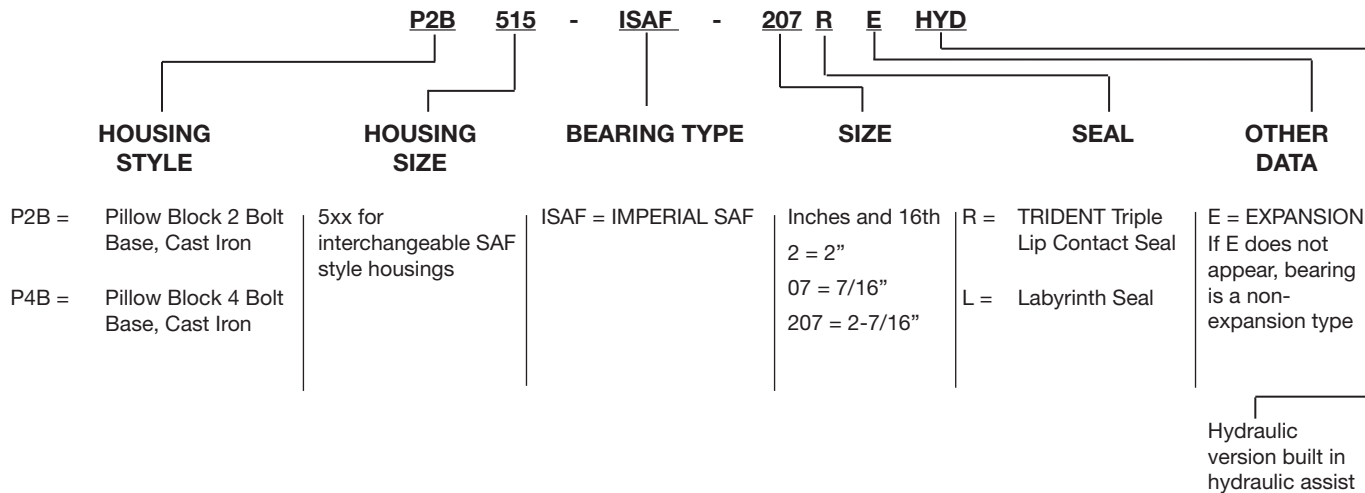 P2B 515 - ISAF - 207 R E HYD
HOUSING STYLE
HOUSING SIZE
BEARING TYPE
SIZE
SEAL
OTHER DATA
P2B = Pillow Block 2 Bolt
Base, Cast Iron
P4B = Pillow Block 4 Bolt
Base, Cast Iron
5xx for
interchangeable SAF
style housings
ISAF = IMPERIAL SAF
Inches and 16th
2 = 2”
07 = 7/16”
207 = 2-7/16”
R = TRIDENT Triple
Lip Contact Seal
L = Labyrinth Seal
E = EXPANSION
If E does not
appear, bearing
is a non-
expansion type
Hydraulic
version built in
hydraulic assist